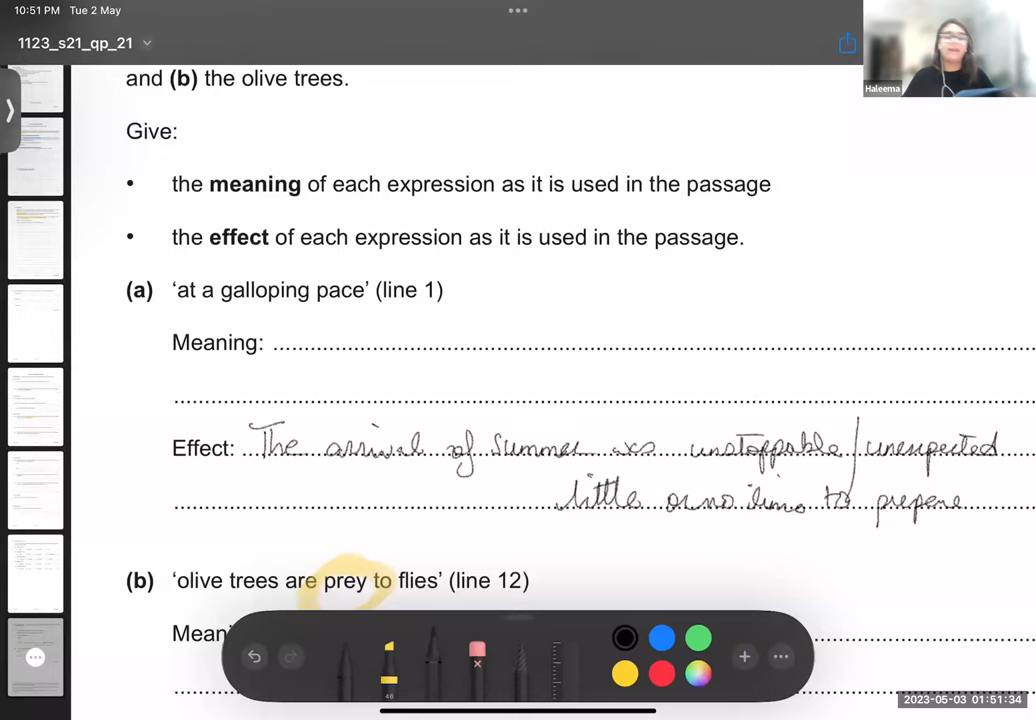 10:51 PM Tue 2 May
1123_s21_qp_21
Haleema
and (b) the olive trees.
Give:
• the meaning of each expression as it is used in the passage
• the effect of each expression as it is used in the passage.
(a) ‘at a galloping pace’ (line 1)
Meaning:
Effect: The arrival of summer was unstoppable / unexpected
little or no time to prepare
(b) ‘olive trees are prey to flies’ (line 12)
Meani
46
2023-05-03 01:51:34